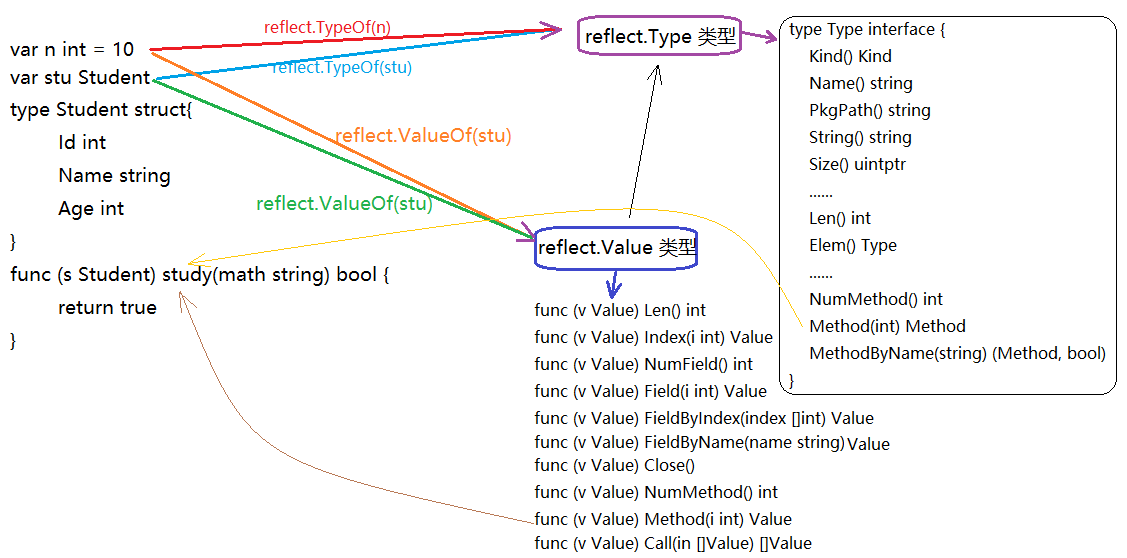 var n int = 10
var stu Student
type Student struct{
Id int
Name string
Age int
}
func (s Student) study(math string) bool {
return true
}
reflect.TypeOf(n)
reflect.TypeOf(stu)
reflect.ValueOf(stu)
reflect.ValueOf(stu)
reflect.Type 类型
reflect.Value 类型
func (v Value) Len() int
func (v Value) Index(i int) Value
func (v Value) NumField() int
func (v Value) Field(i int) Value
func (v Value) FieldByIndex(index []int) Value
func (v Value) FieldByName(name string) Value
func (v Value) Close()
func (v Value) NumMethod() int
func (v Value) Method(i int) Value
func (v Value) Call(in []Value) []Value
type Type interface {
Kind() Kind
Name() string
PkgPath() string
String() string
Size() uintptr
......
Len() int
Elem() Type
......
NumMethod() int
Method(int) Method
MethodByName(string) (Method, bool)
}